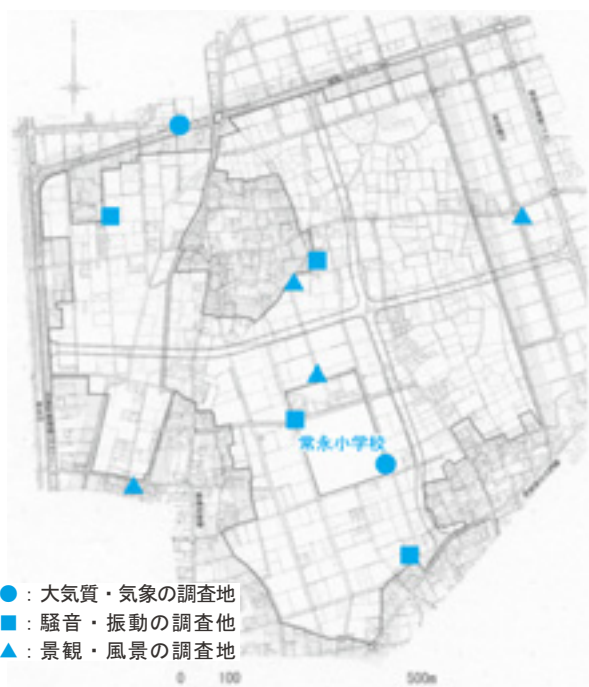 常永小学校
●：大気質・気象の調査地
■：騒音・振動の調査他
▲：景観・風景の調査地
0 100 500m